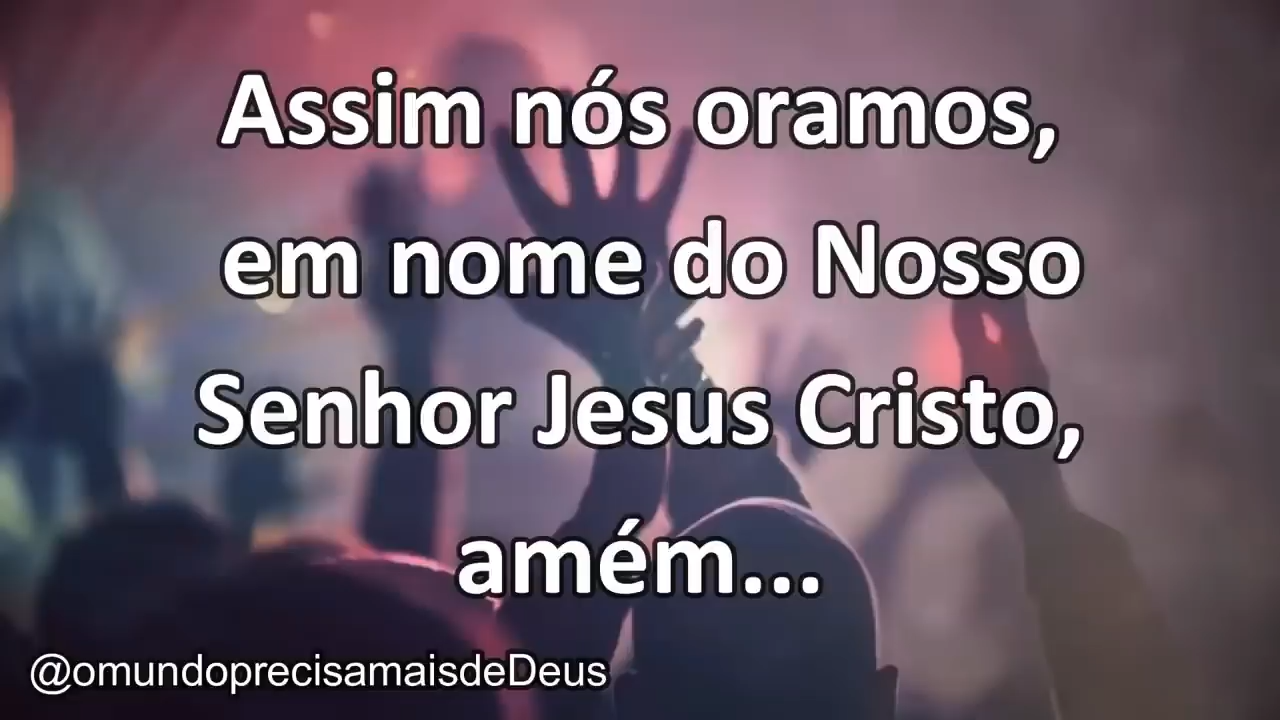 Assim nós oramos,
em nome do Nosso
Senhor Jesus Cristo,
amém...
@omundoprecisamaisdeDeus